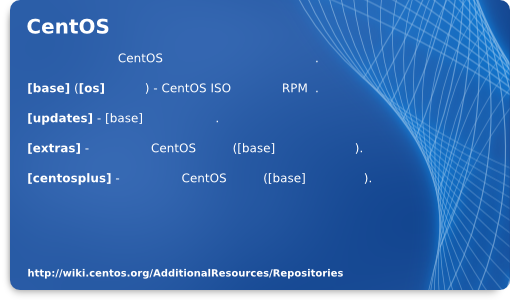 CentOS
CentOS .
[base] ([os] ) - CentOS ISO RPM .
[updates] - [base] .
[extras] - CentOS ([base] ).
[centosplus] - CentOS ([base] ).
http://wiki.centos.org/AdditionalResources/Repositories